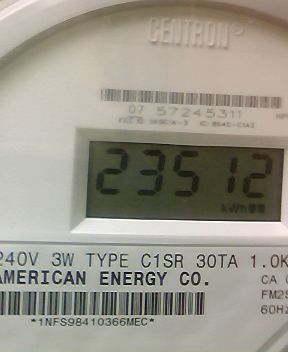 CENTRON®
07 57245311
23512
kWh
240V 3W TYPE C1SR 30TA 1.0K
AMERICAN ENERGY CO.
CA
FM2S
60Hz
*1NFS98410366MEC*